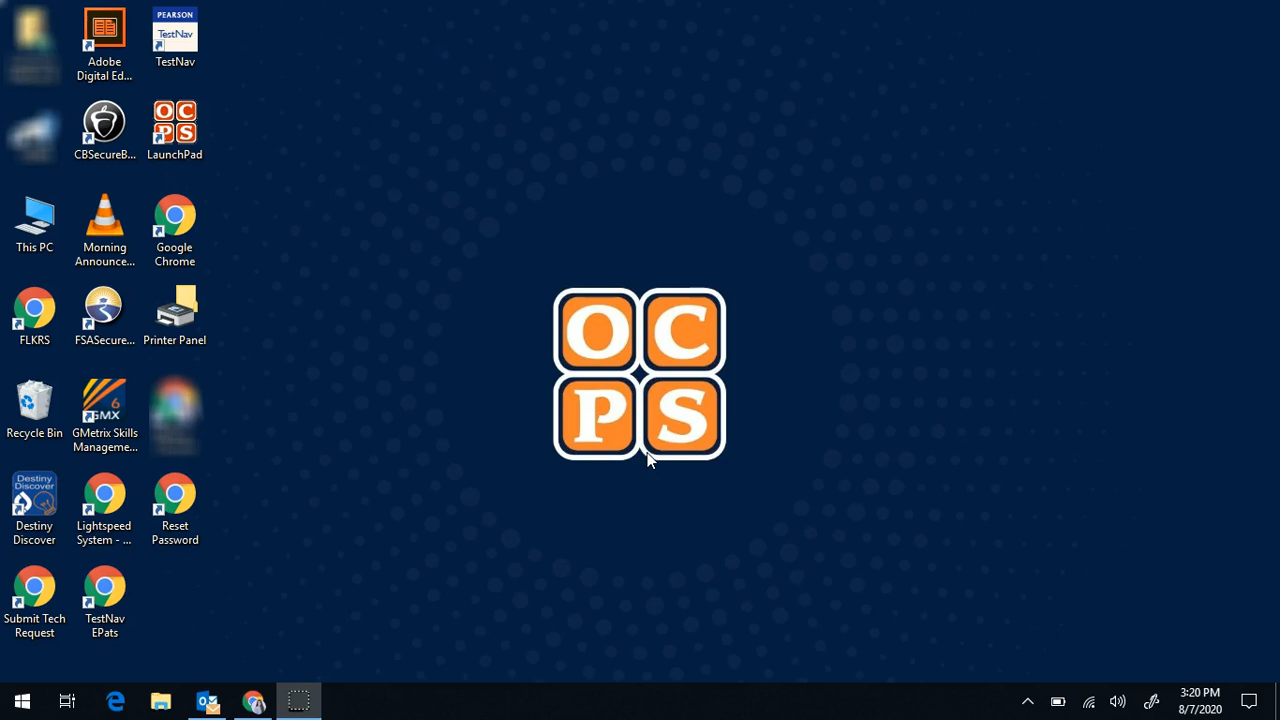 Adobe
Digital Ed...
PEARSON
TestNav
TestNav
CBSecureB...
O C
P S
LaunchPad
This PC
Morning
Announce...
Google
Chrome
FLKRS
FSASecure...
Printer Panel
Recycle Bin
6
GMX
GMetrix Skills
Manageme...
Destiny
Discover
Destiny
Discover
Lightspeed
System - ...
Reset
Password
Submit Tech
Request
TestNav
EPats
O C
P S
3:20 PM
8/7/2020